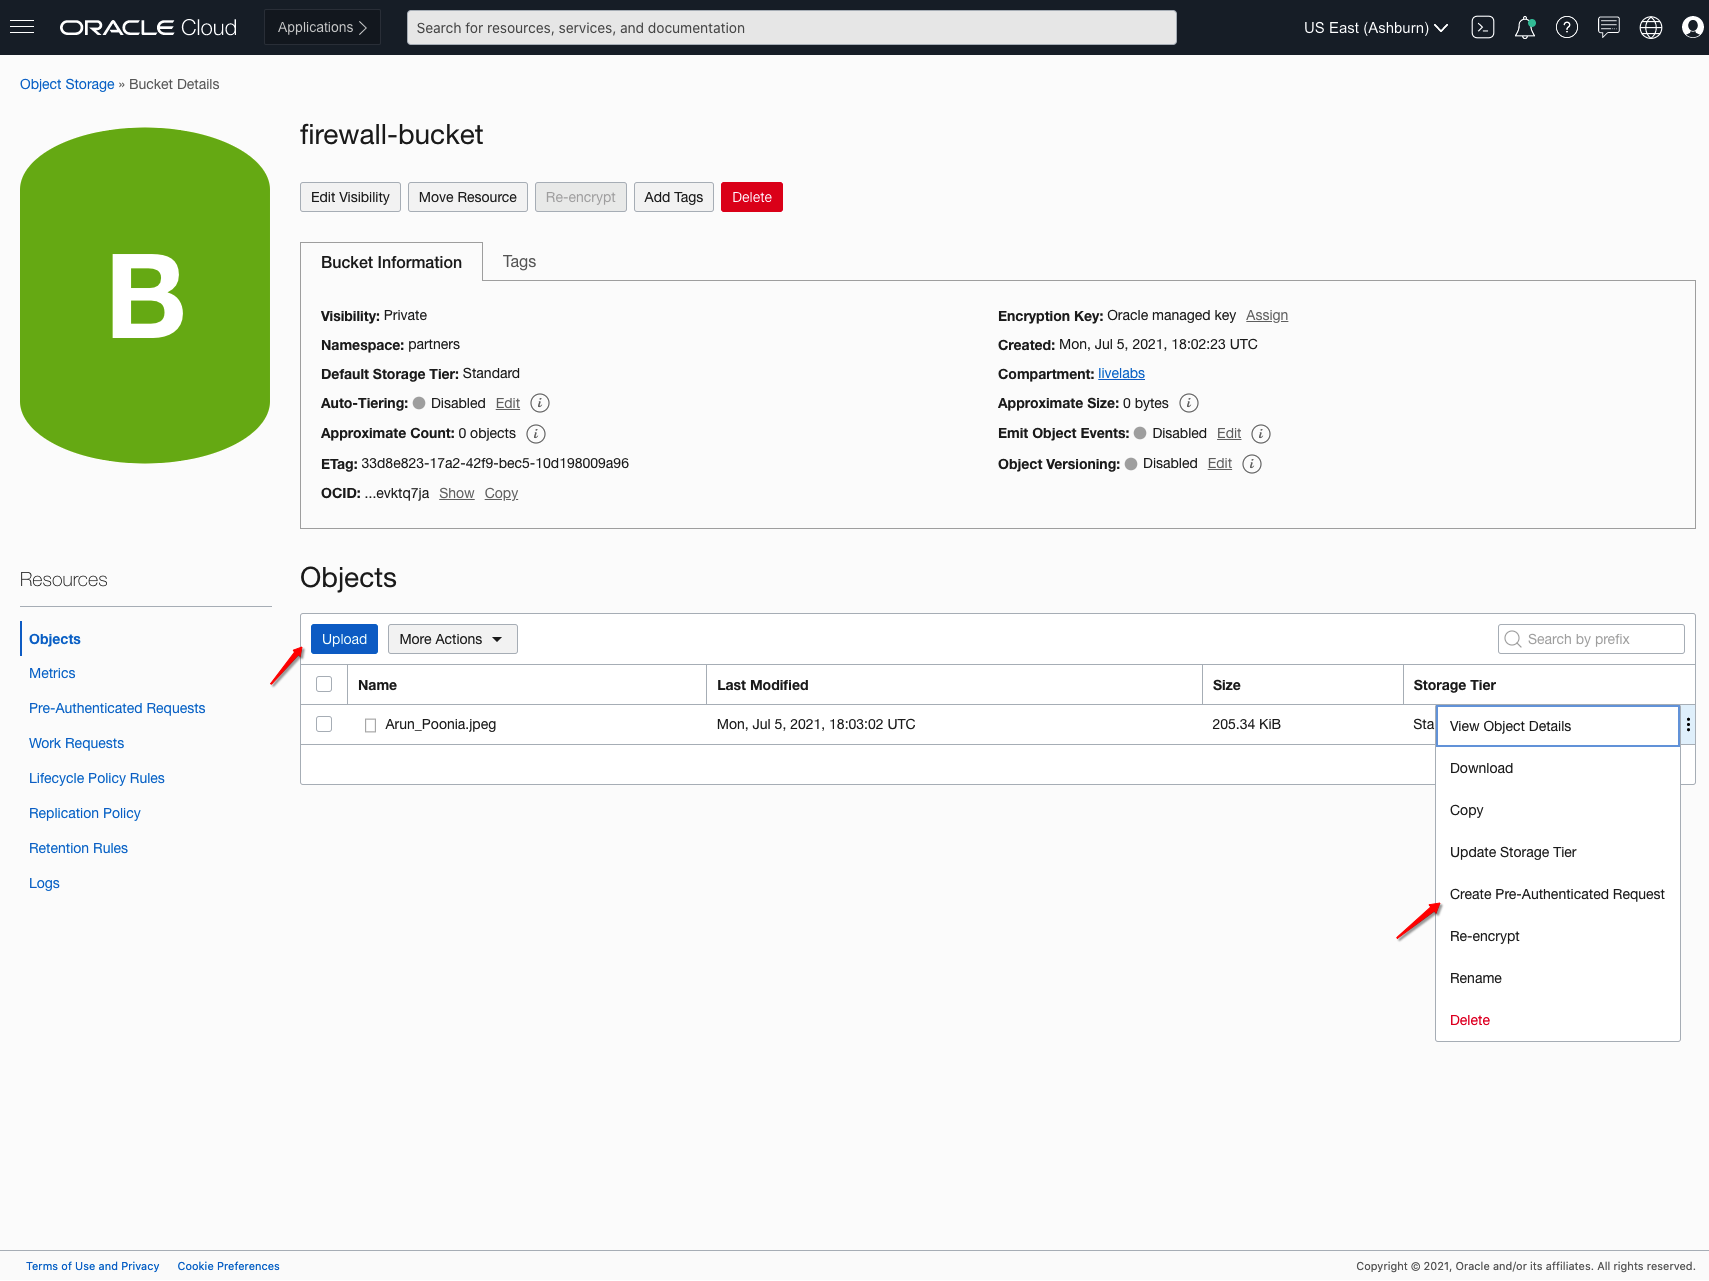 ORACLE Cloud
Applications
Search for resources, services, and documentation
US East (Ashburn)
Object Storage » Bucket Details
B
firewall-bucket
Edit Visibility
Move Resource
Re-encrypt
Add Tags
Delete
Bucket Information
Tags
Visibility: Private
Namespace: partners
Default Storage Tier: Standard
Auto-Tiering: Disabled Edit i
Approximate Count: 0 objects i
ETag: 33d8e823-17a2-42f9-bec5-10d198009a96
OCID: ...evktq7ja Show Copy
Encryption Key: Oracle managed key Assign
Created: Mon, Jul 5, 2021, 18:02:23 UTC
Compartment: livelabs
Approximate Size: 0 bytes i
Emit Object Events: Disabled Edit i
Object Versioning: Disabled Edit i
Resources
Objects
Metrics
Pre-Authenticated Requests
Work Requests
Lifecycle Policy Rules
Replication Policy
Retention Rules
Logs
Objects
Upload
More Actions
Search by prefix
Name Last Modified Size Storage Tier
Arun_Poonia.jpeg Mon, Jul 5, 2021, 18:03:02 UTC 205.34 KiB Sta
View Object Details
Download
Copy
Update Storage Tier
Create Pre-Authenticated Request
Re-encrypt
Rename
Delete
Terms of Use and Privacy Cookie Preferences
Copyright © 2021, Oracle and/or its affiliates. All rights reserved.